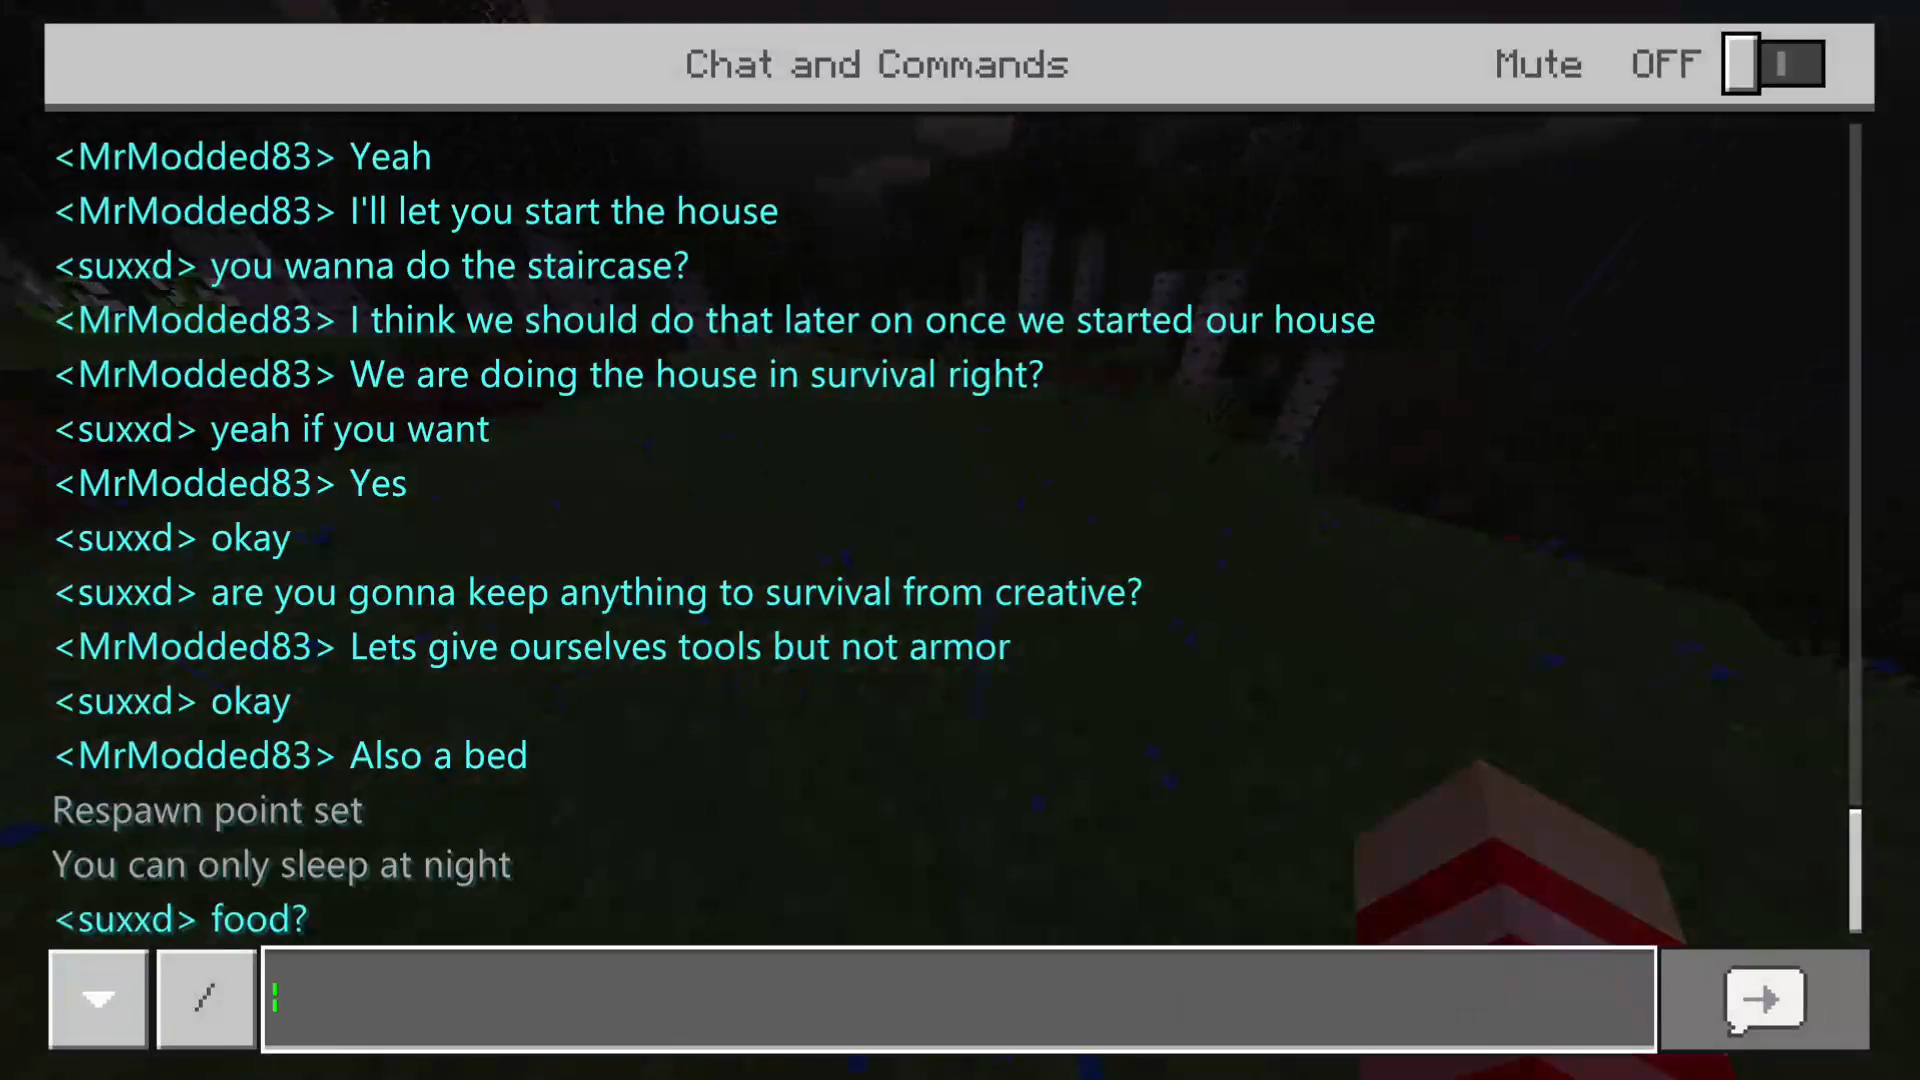 Chat and Commands
Mute OFF
<MrModded83> Yeah
<MrModded83> I'll let you start the house
<suxxd> you wanna do the staircase?
<MrModded83> I think we should do that later on once we started our house
<MrModded83> We are doing the house in survival right?
<suxxd> yeah if you want
<MrModded83> Yes
<suxxd> okay
<suxxd> are you gonna keep anything to survival from creative?
<MrModded83> Lets give ourselves tools but not armor
<suxxd> okay
<MrModded83> Also a bed
Respawn point set
You can only sleep at night
<suxxd> food?
/